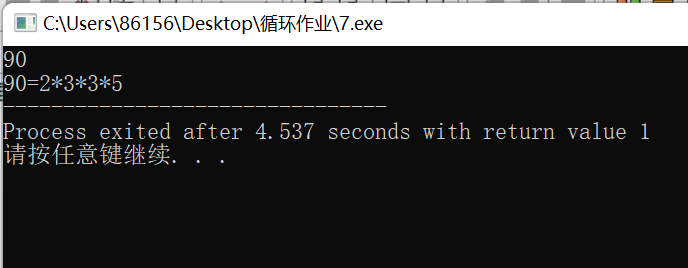 C:\Users\86156\Desktop\循环作业\7.exe
90
90=2*3*3*5
--------------------------------
Process exited after 4.537 seconds with return value 1
请按任意键继续. . .